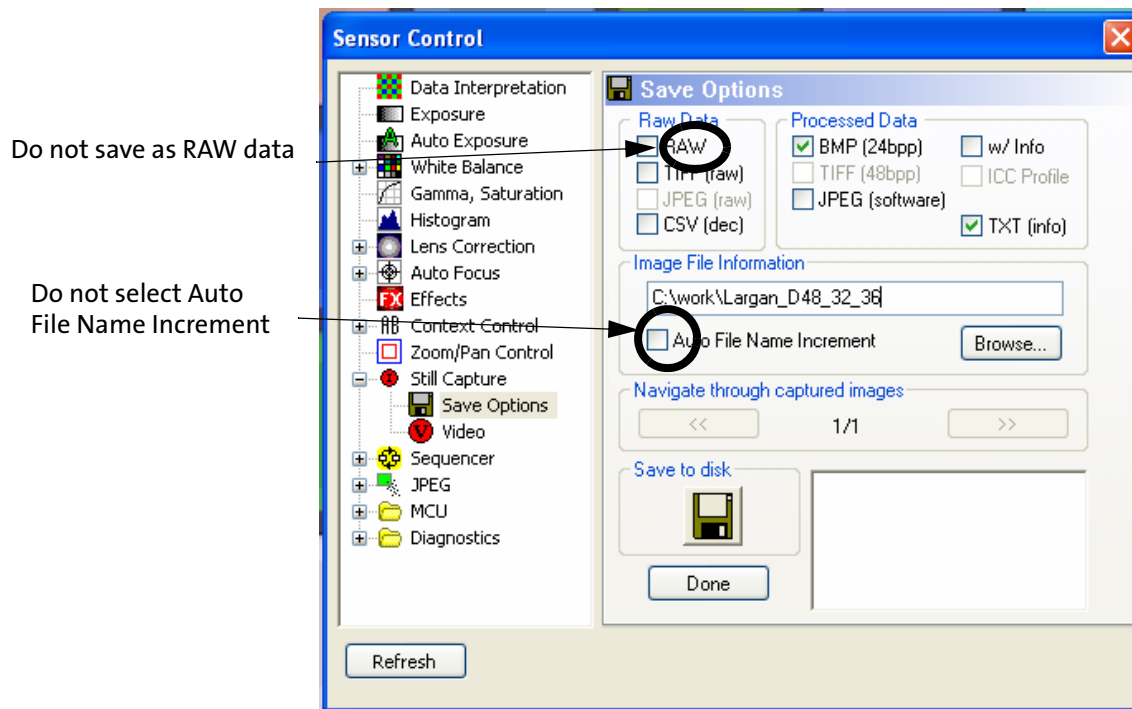 Sensor Control
Do not save as RAW data
Do not select Auto
File Name Increment
Data Interpretation
Exposure
Auto Exposure
White Balance
Gamma, Saturation
Histogram
Lens Correction
Auto Focus
FX Effects
AB Context Control
Zoom/Pan Control
Still Capture
Save Options
V Video
Sequencer
JPEG
MCU
Diagnostics
Refresh
Save Options
Raw Data
RAW
TIFF (raw)
JPEG (raw)
CSV (dec)
Processed Data
BMP (24bpp)
w/ Info
TIFF (48bpp)
ICC Profile
JPEG (software)
TXT (info)
Image File Information
C:\work\Largan_D48_32_36
Auto File Name Increment
Browse...
Navigate through captured images
<<
1/1
>>
Save to disk
Done